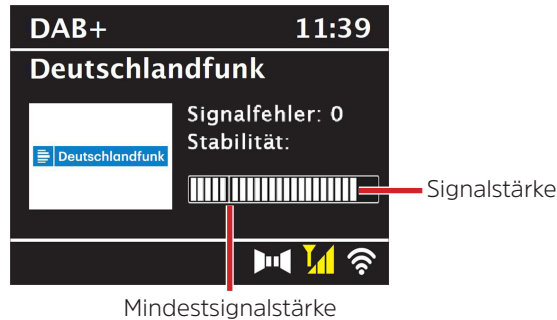 DAB+ 11:39
Deutschlandfunk
Signalfehler: 0
Stabilität:
Deutschlandfunk
Signalstärke
Mindestsignalstärke